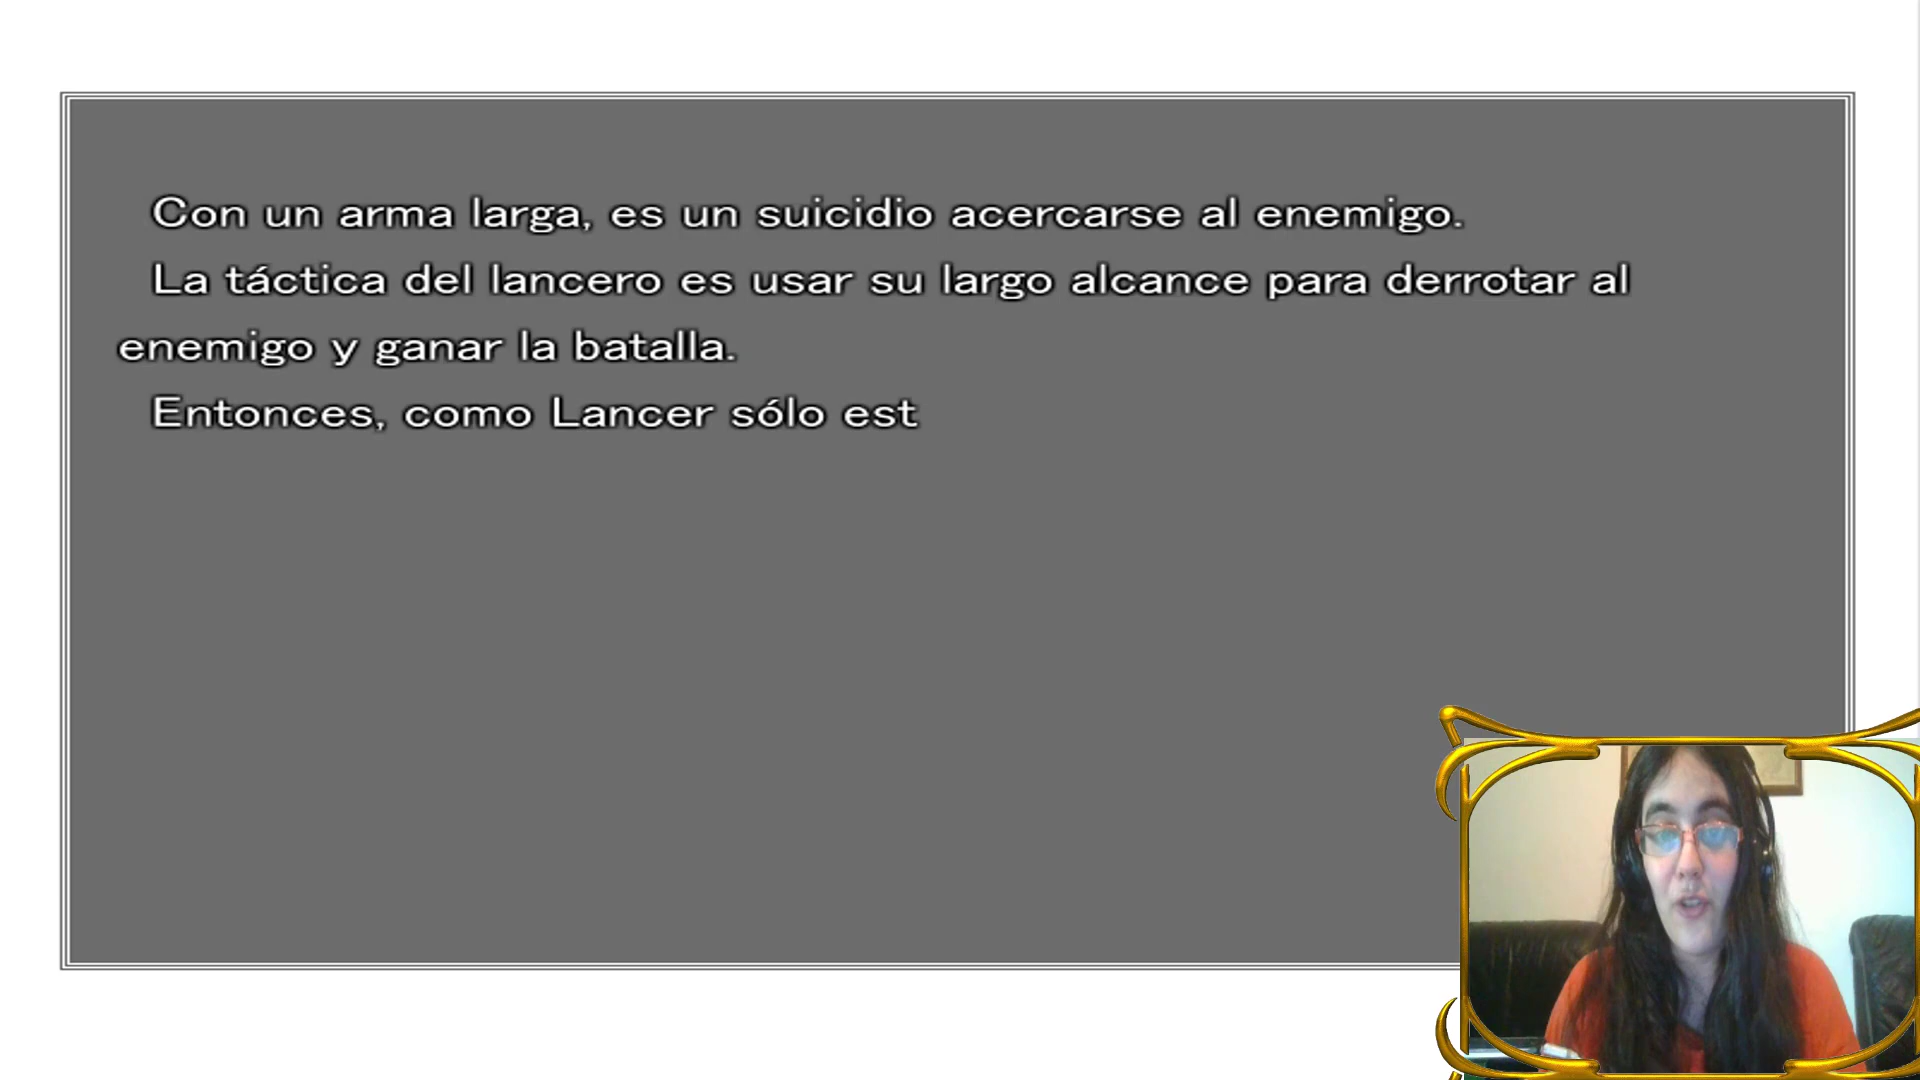 Con un arma larga, es un suicidio acercarse al enemigo.
La táctica del lancero es usar su largo alcance para derrotar al
enemigo y ganar la batalla.
Entonces, como Lancer sólo est